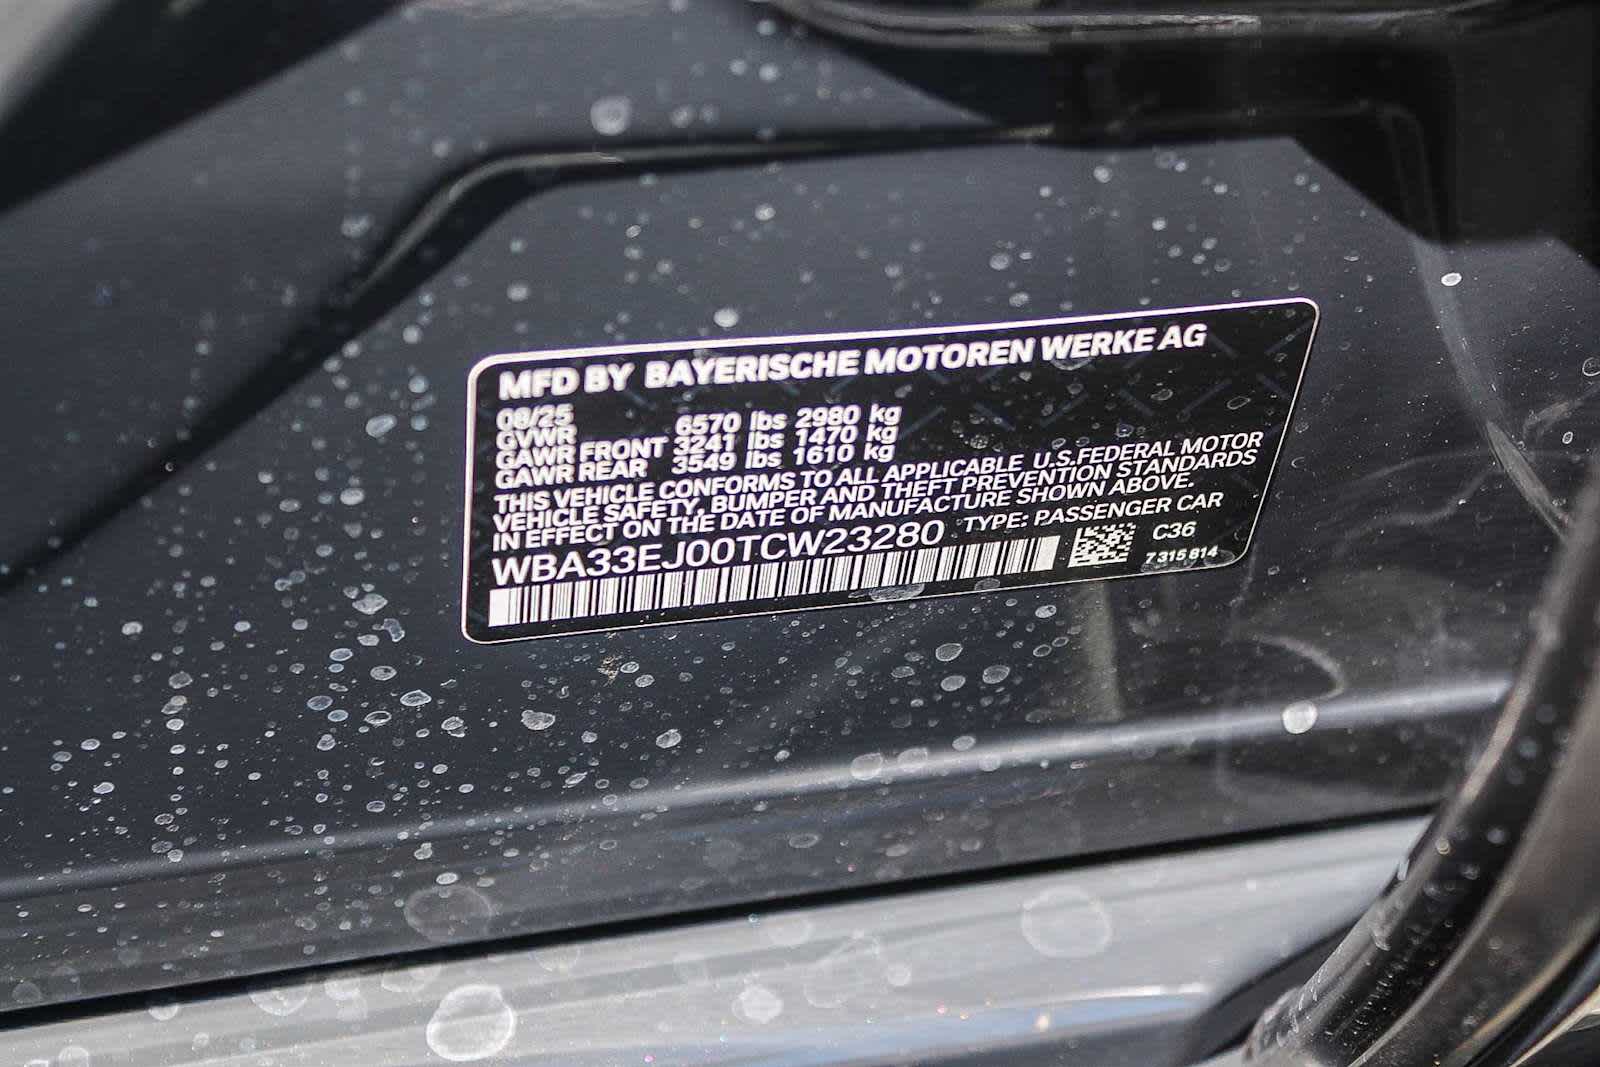 MFD BY BAYERISCHE MOTOREN WERKE AG
08/25
GVWR 6570 lbs 2980 kg
GAWR FRONT 3241 lbs 1470 kg
GAWR REAR 3549 lbs 1610 kg
THIS VEHICLE CONFORMS TO ALL APPLICABLE U.S.FEDERAL MOTOR
VEHICLE SAFETY, BUMPER AND THEFT PREVENTION STANDARDS
IN EFFECT ON THE DATE OF MANUFACTURE SHOWN ABOVE.
WBA33EJ00TCW23280 TYPE: PASSENGER CAR
C36
7 315 814